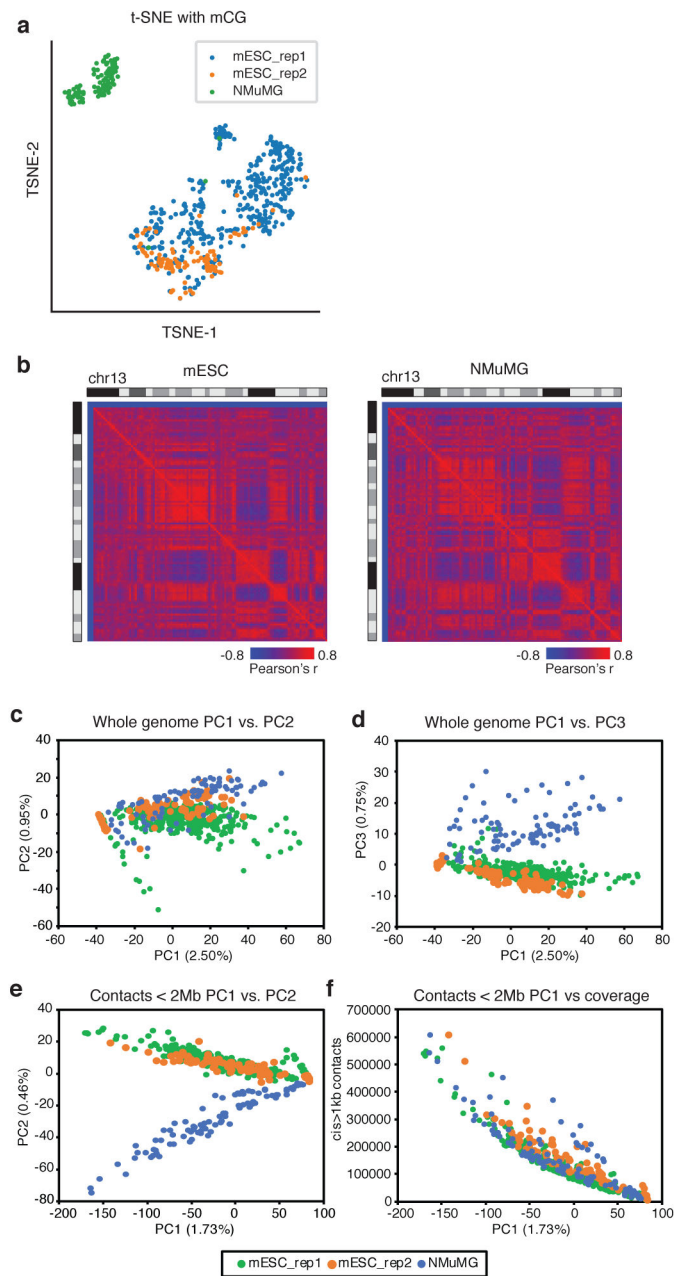 a
t-SNE with mCG
mESC_rep1
mESC_rep2
NMuMG
TSNE-2
TSNE-1
b
chr13
mESC
chr13
NMuMG
-0.8
0.8
Pearson's r
-0.8
0.8
Pearson's r
c
Whole genome PC1 vs. PC2
40
20
0
-20
-40
-60
PC2 (0.95%)
-60
-40
-20
0
20
40
60
80
PC1 (2.50%)
d
Whole genome PC1 vs. PC3
40
30
20
10
0
-10
-20
PC3 (0.75%)
-60
-40
-20
0
20
40
60
80
PC1 (2.50%)
e
Contacts < 2Mb PC1 vs. PC2
40
20
0
-20
-40
-60
-80
PC2 (0.46%)
-200
-150
-100
-50
0
50
100
PC1 (1.73%)
f
Contacts < 2Mb PC1 vs coverage
700000
600000
500000
400000
300000
200000
100000
0
cis>1kb contacts
-200
-150
-100
-50
0
50
100
PC1 (1.73%)
mESC_rep1 mESC_rep2 NMuMG